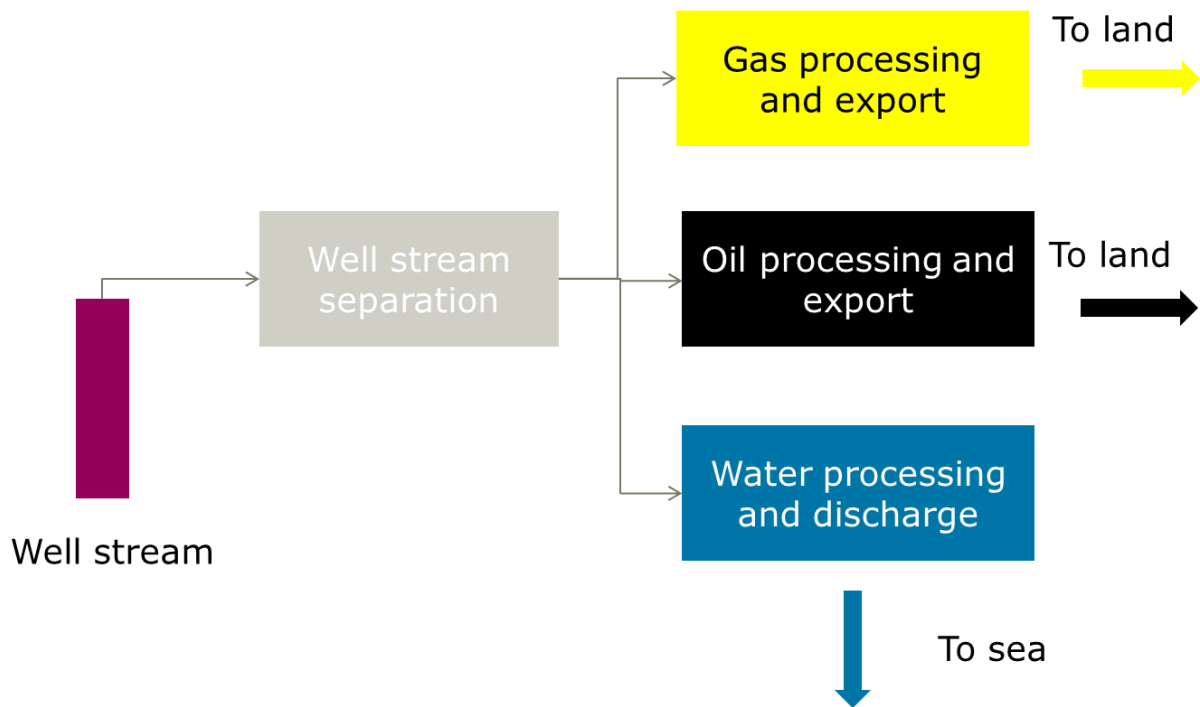 Gas processing
and export
To land
Well stream
separation
Oil processing and
export
To land
Water processing
and discharge
Well stream
To sea